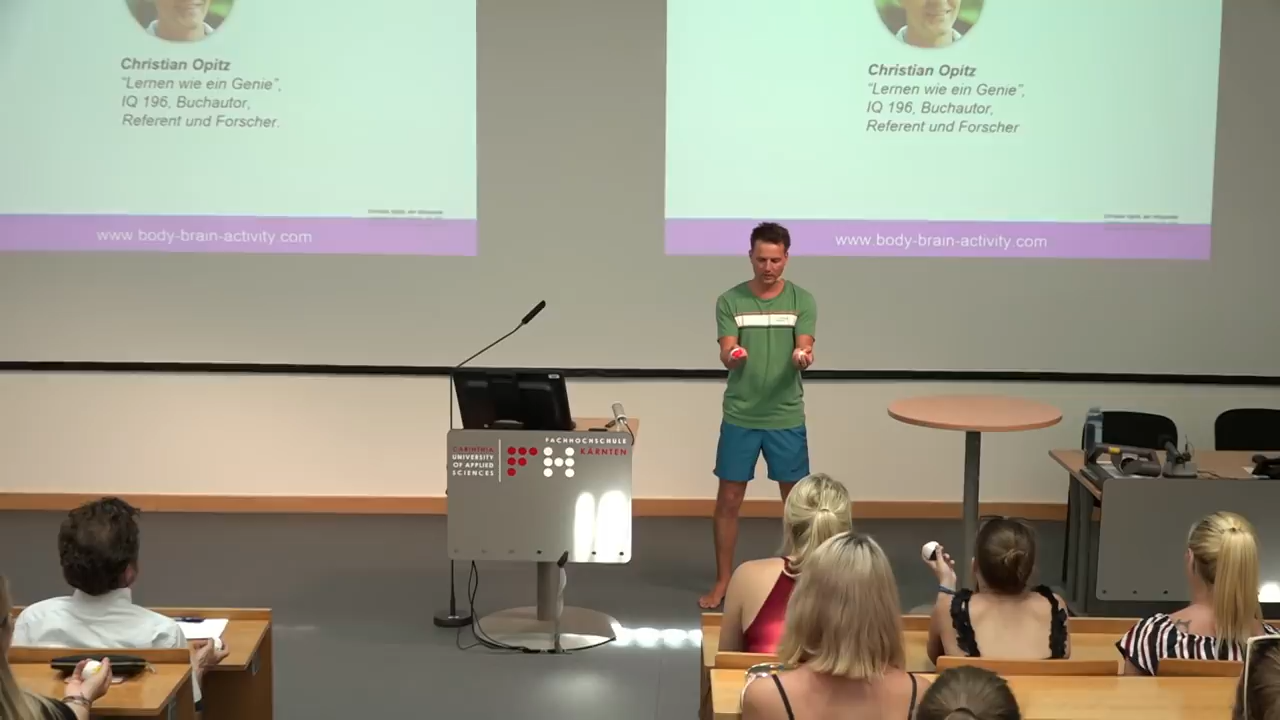 Christian Opitz
"Lernen wie ein Genie",
IQ 196, Buchautor,
Referent und Forscher.
www.body-brain-activity.com
Christian Opitz
"Lernen wie ein Genie",
IQ 196, Buchautor,
Referent und Forscher
www.body-brain-activity.com
CARINTHIA
UNIVERSITY
OF APPLIED
SCIENCES
FACHHOCHSCHULE
KÄRNTEN